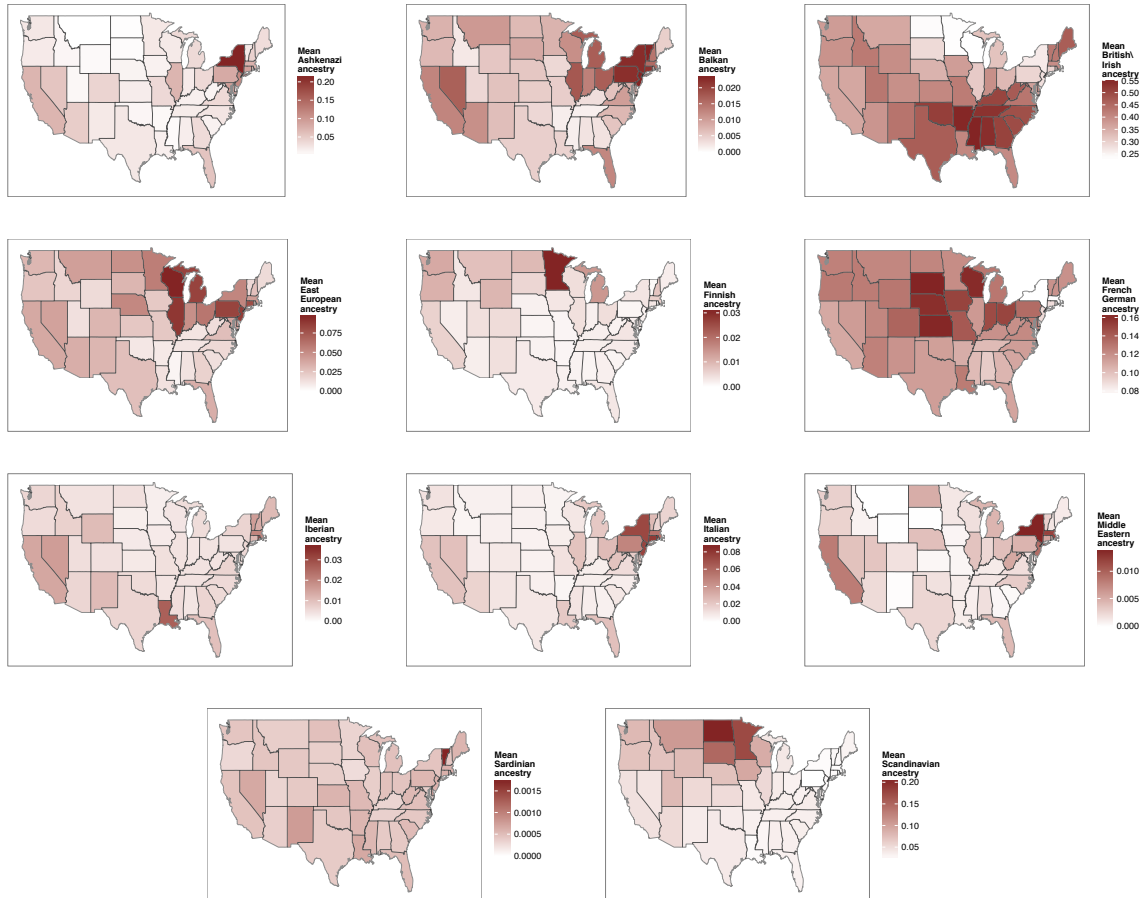 Mean
Ashkenazi
ancestry
0.20
0.15
0.10
0.05
Mean
Balkan
ancestry
0.020
0.015
0.010
0.005
0.000
Mean
British\
Irish
ancestry
0.55
0.50
0.45
0.40
0.35
0.30
0.25
Mean
East
European
ancestry
0.075
0.050
0.025
0.000
Mean
Finnish
ancestry
0.03
0.02
0.01
0.00
Mean
French
German
ancestry
0.16
0.14
0.12
0.10
0.08
Mean
Iberian
ancestry
0.03
0.02
0.01
0.00
Mean
Italian
ancestry
0.08
0.06
0.04
0.02
0.00
Mean
Middle
Eastern
ancestry
0.010
0.005
0.000
Mean
Sardinian
ancestry
0.0015
0.0010
0.0005
0.0000
Mean
Scandinavian
ancestry
0.20
0.15
0.10
0.05